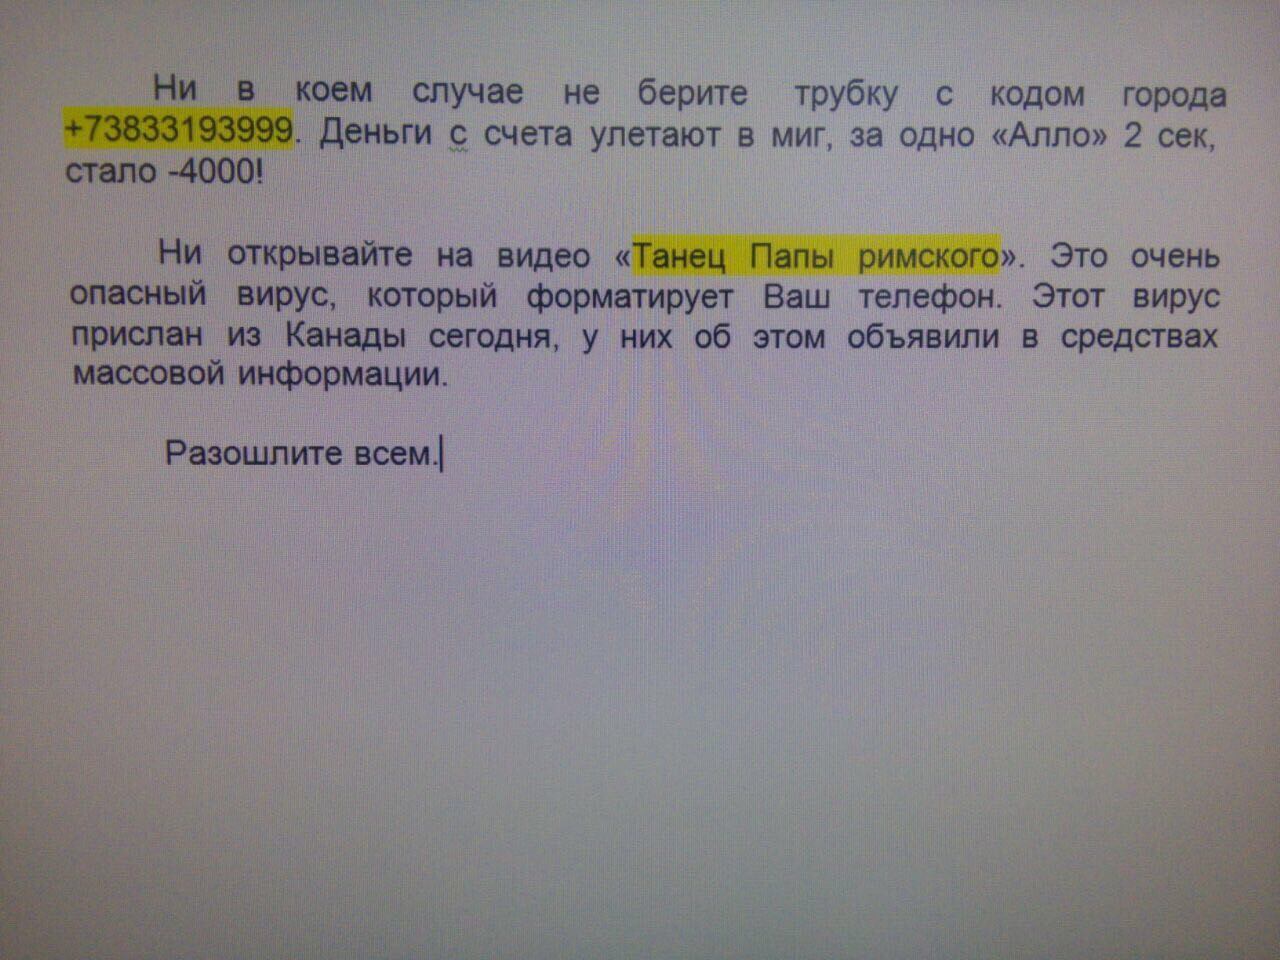 Ни в коем случае не берите трубку с кодом города
+73833193999. Деньги с счета улетают в миг, за одно «Алло» 2 сек,
стало -4000!
Ни открывайте на видео «Танец Папы римского». Это очень
опасный вирус, который форматирует Ваш телефон. Этот вирус
прислан из Канады сегодня, у них об этом объявили в средствах
массовой информации.
Разошлите всем.